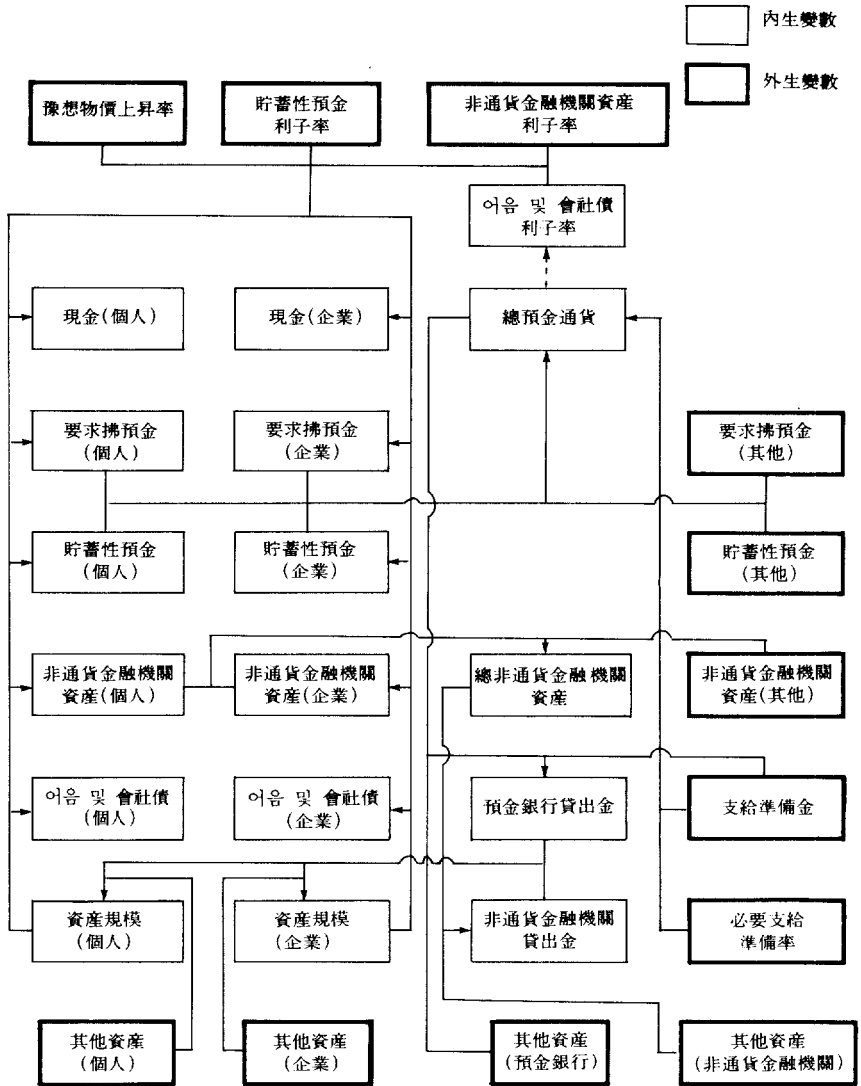 內生變數
外生變數
豫想物價上昇率
貯蓄性預金
利子率
非通貨金融機關資産
利子率
어음 및 會社債
利子率
現金(個人)
現金(企業)
總預金通貨
要求拂預金
(個人)
要求拂預金
(企業)
要求拂預金
(其他)
貯蓄性預金
(個人)
貯蓄性預金
(企業)
貯蓄性預金
(其他)
非通貨金融機關
資産(個人)
非通貨金融機關
資産(企業)
總非通貨金融機關
資産
非通貨金融機關
資産(其他)
어음 및 會社債
(個人)
어음 및 會社債
(企業)
預金銀行貸出金
支給準備金
資産規模
(個人)
資産規模
(企業)
非通貨金融機關
貸出金
必要支給
準備率
其他資産
(個人)
其他資産
(企業)
其他資産
(預金銀行)
其他資産
(非通貨金融機關)